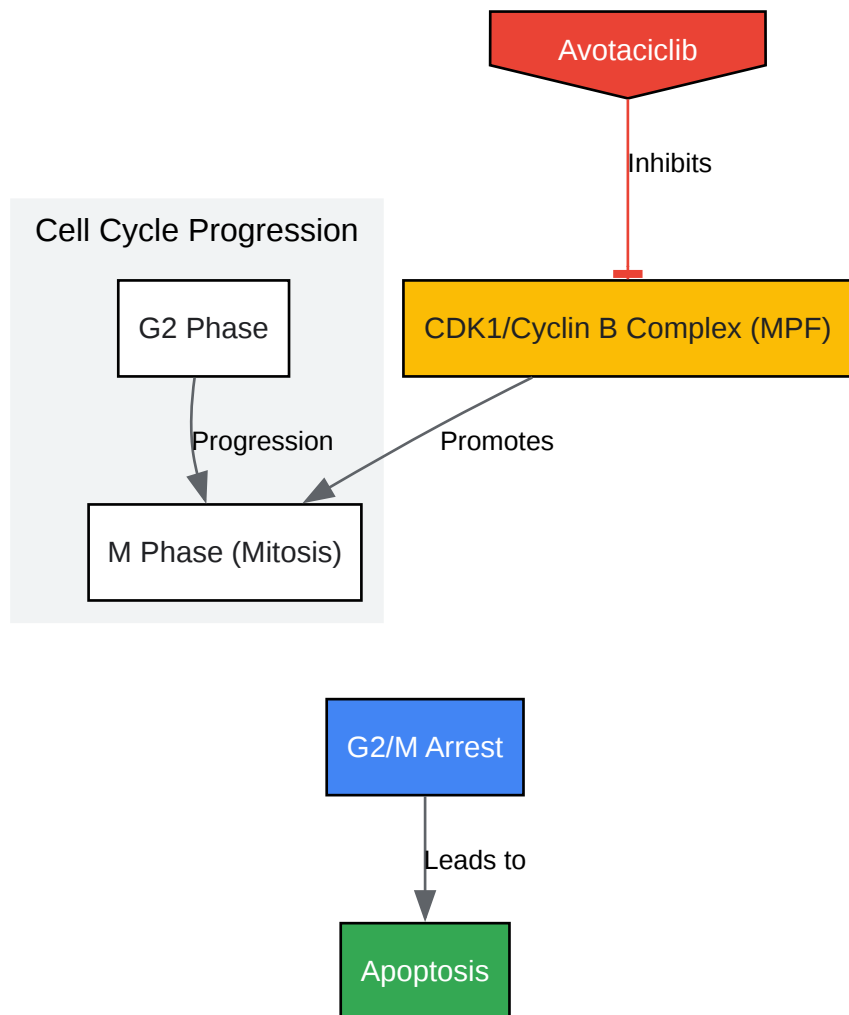 Avotaciclib
Inhibits
Cell Cycle Progression
G2 Phase
CDK1/Cyclin B Complex (MPF)
Progression
Promotes
M Phase (Mitosis)
G2/M Arrest
Leads to
Apoptosis